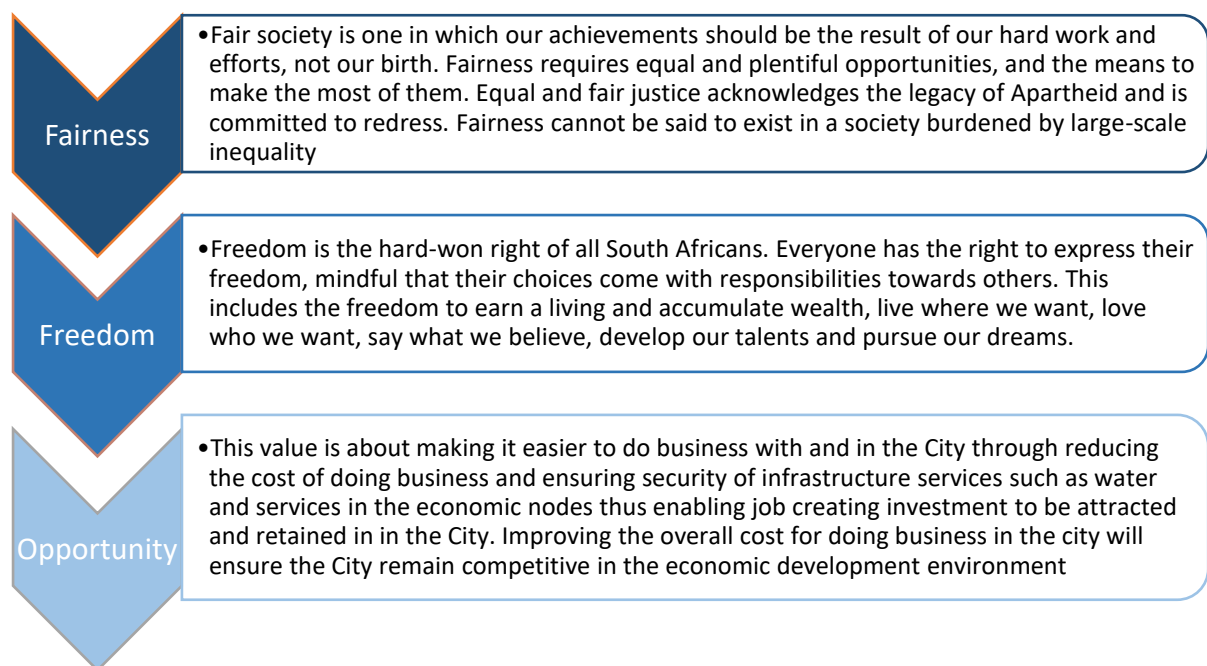 Fairness
•Fair society is one in which our achievements should be the result of our hard work and
efforts, not our birth. Fairness requires equal and plentiful opportunities, and the means to
make the most of them. Equal and fair justice acknowledges the legacy of Apartheid and is
committed to redress. Fairness cannot be said to exist in a society burdened by large-scale
inequality
Freedom
•Freedom is the hard-won right of all South Africans. Everyone has the right to express their
freedom, mindful that their choices come with responsibilities towards others. This
includes the freedom to earn a living and accumulate wealth, live where we want, love
who we want, say what we believe, develop our talents and pursue our dreams.
Opportunity
•This value is about making it easier to do business with and in the City through reducing
the cost of doing business and ensuring security of infrastructure services such as water
and services in the economic nodes thus enabling job creating investment to be attracted
and retained in in the City. Improving the overall cost for doing business in the city will
ensure the City remain competitive in the economic development environment